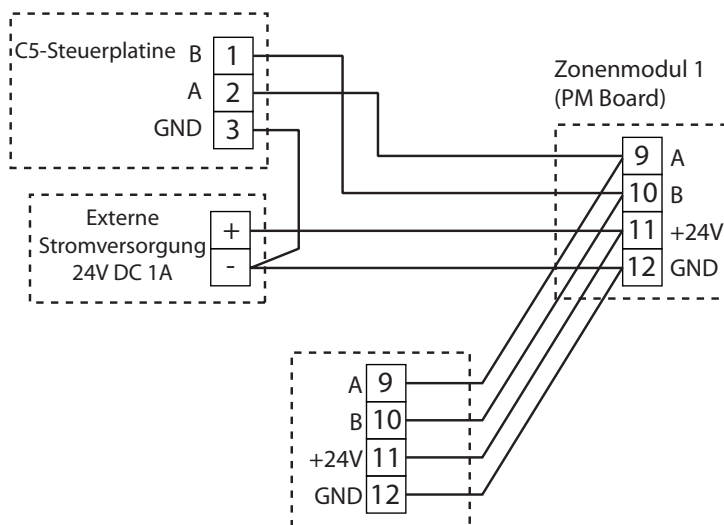 C5-Steuerplatine B 1
A 2
GND 3
Externe
Stromversorgung
24V DC 1A
+
-
Zonenmodul 1
(PM Board)
9 A
10 B
11 +24V
12 GND
A 9
B 10
+24V 11
GND 12